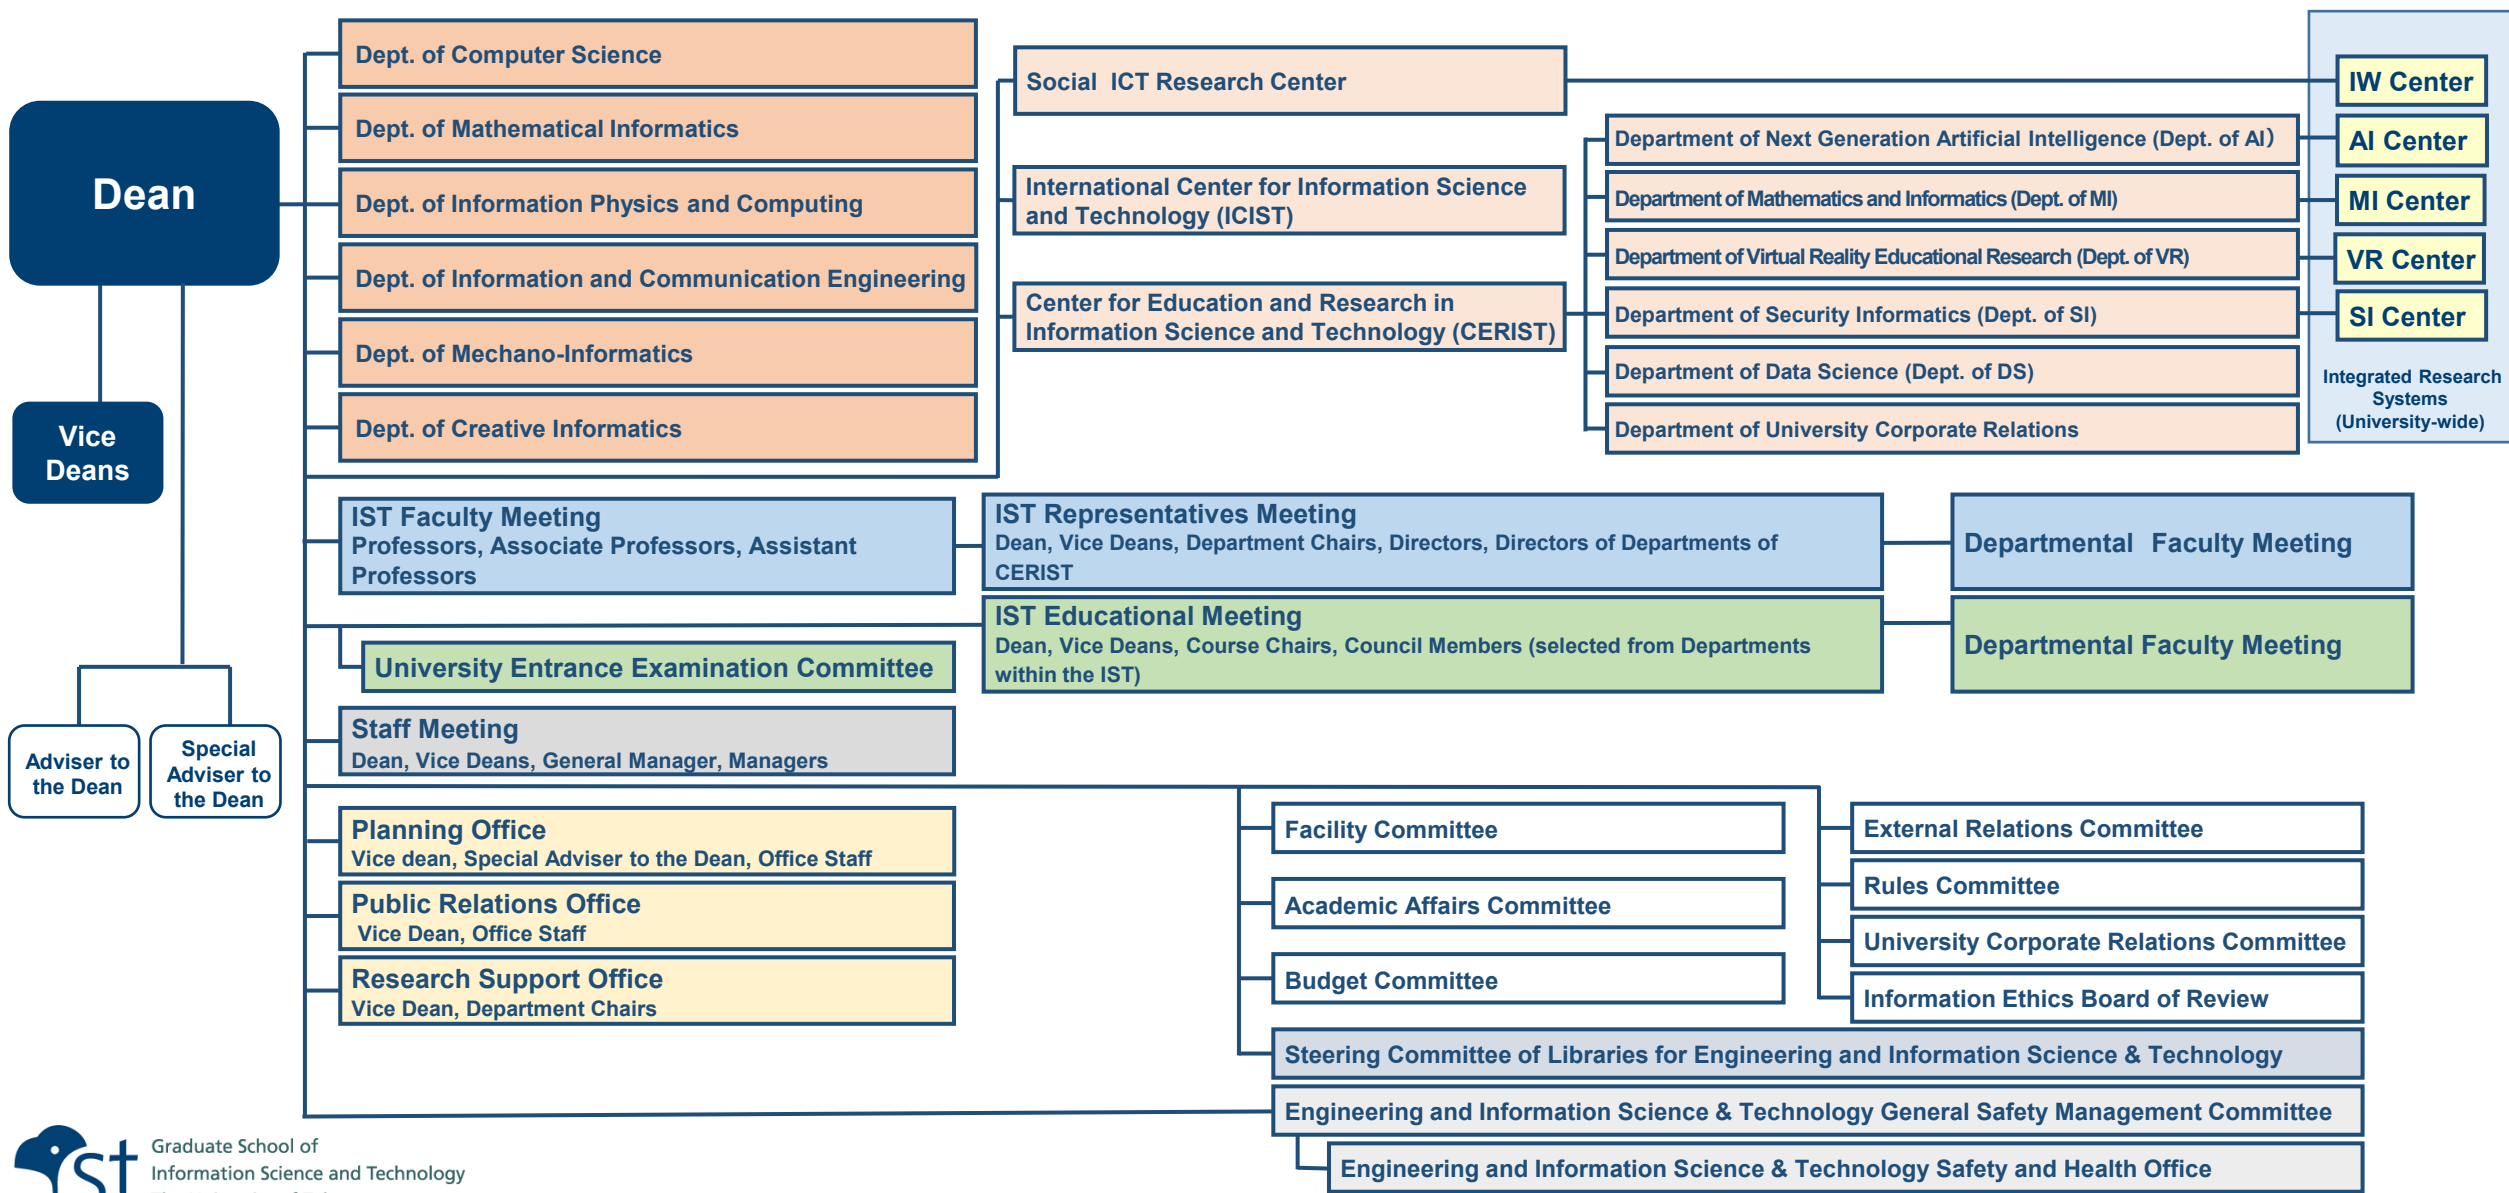 Dean
Vice
Deans
Adviser to
the Dean
Special
Adviser to
the Dean
Dept. of Computer Science
Dept. of Mathematical Informatics
Dept. of Information Physics and Computing
Dept. of Information and Communication Engineering
Dept. of Mechano-Informatics
Dept. of Creative Informatics
Social ICT Research Center
International Center for Information Science
and Technology (ICIST)
Center for Education and Research in
Information Science and Technology (CERIST)
Department of Next Generation Artificial Intelligence (Dept. of AI)
Department of Mathematics and Informatics (Dept. of MI)
Department of Virtual Reality Educational Research (Dept. of VR)
Department of Security Informatics (Dept. of SI)
Department of Data Science (Dept. of DS)
Department of University Corporate Relations
IW Center
AI Center
MI Center
VR Center
SI Center
Integrated Research
Systems
(University-wide)
IST Faculty Meeting
Professors, Associate Professors, Assistant
Professors
IST Representatives Meeting
Dean, Vice Deans, Department Chairs, Directors, Directors of Departments of
CERIST
Departmental Faculty Meeting
IST Educational Meeting
Dean, Vice Deans, Course Chairs, Council Members (selected from Departments
within the IST)
Departmental Faculty Meeting
University Entrance Examination Committee
Staff Meeting
Dean, Vice Deans, General Manager, Managers
Planning Office
Vice dean, Special Adviser to the Dean, Office Staff
Public Relations Office
Vice Dean, Office Staff
Research Support Office
Vice Dean, Department Chairs
Facility Committee
Academic Affairs Committee
Budget Committee
External Relations Committee
Rules Committee
University Corporate Relations Committee
Information Ethics Board of Review
Steering Committee of Libraries for Engineering and Information Science & Technology
Engineering and Information Science & Technology General Safety Management Committee
Engineering and Information Science & Technology Safety and Health Office
ist
Graduate School of
Information Science and Technology